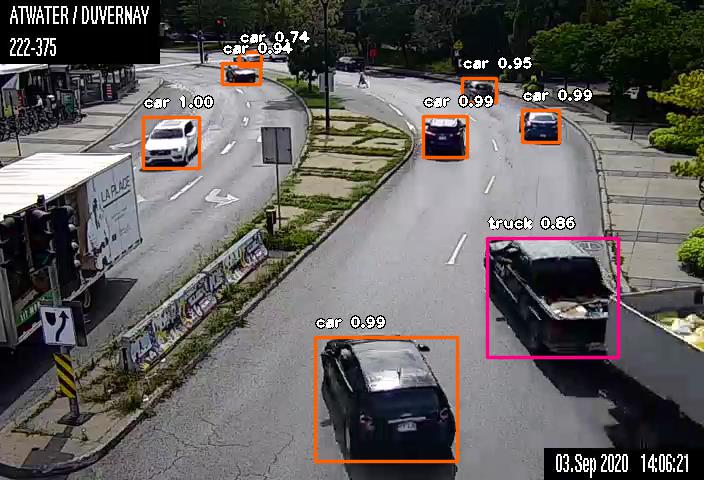 ATWATER / DUVERNAY
222-375
car 0.74
car 0.94
car 0.95
car 1.00
car 0.99
car 0.99
LA PLACE
truck 0.86
car 0.99
03.Sep 2020 14:06:21